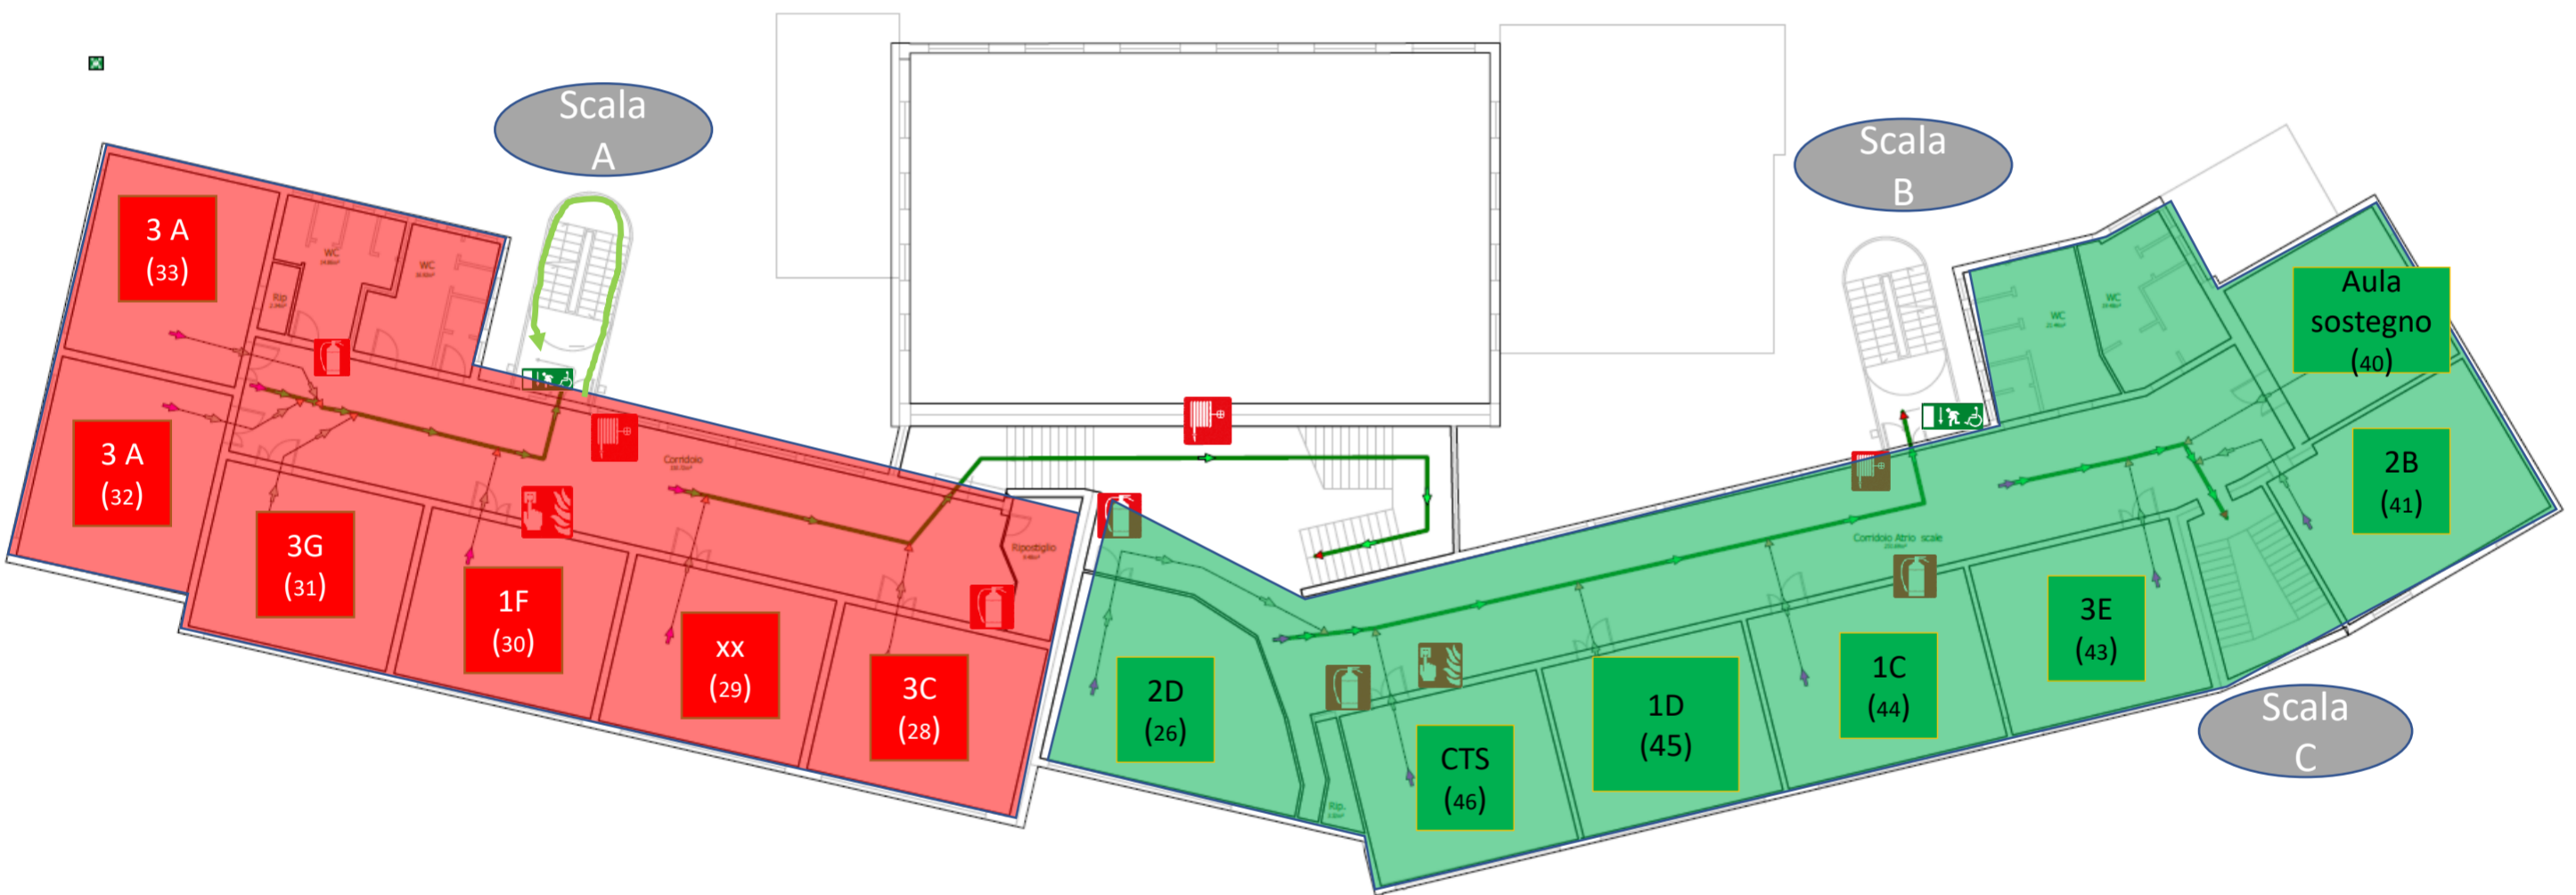 Scala
A
Scala
B
3 A
(33)
WC
WC
Rip
3 A
(32)
3G
(31)
1F
(30)
xx
(29)
3C
(28)
Corridoio
Ripostiglio
2D
(26)
Rip.
CTS
(46)
1D
(45)
1C
(44)
3E
(43)
Corridoio Atrio scale
WC
WC
Aula
sostegno
(40)
2B
(41)
Scala
C